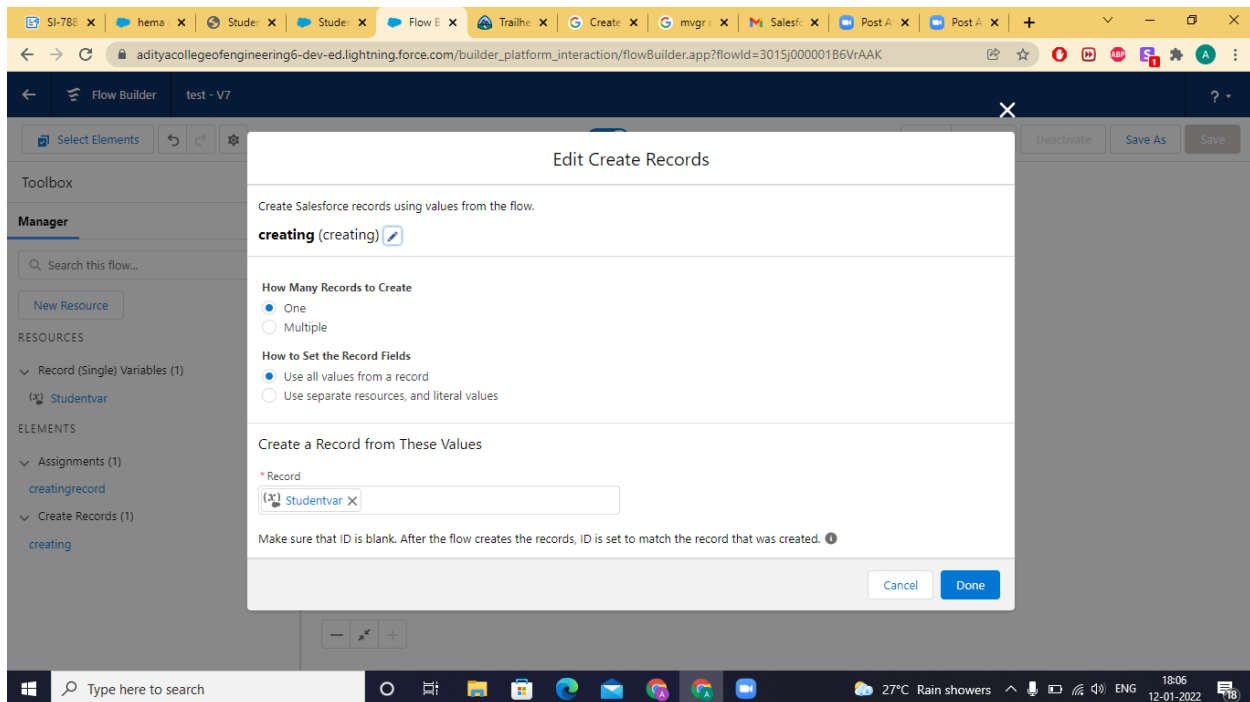 SI-788
hema
Studer
Studer
Flow B
Trailhe
Create
mvgr c
Salesfo
Post A
Post A
adityacollegeofengineering6-dev-ed.lightning.force.com/builder_platform_interaction/flowBuilder.app?flowId=3015j000001B6VrAAK
ABP
1
A
Flow Builder
test - V7
?
Select Elements
Deactivate
Save As
Save
Toolbox
Manager
Search this flow...
New Resource
RESOURCES
Record (Single) Variables (1)
Studentvar
ELEMENTS
Assignments (1)
creatingrecord
Create Records (1)
creating
Edit Create Records
Create Salesforce records using values from the flow.
creating (creating)
How Many Records to Create
One
Multiple
How to Set the Record Fields
Use all values from a record
Use separate resources, and literal values
Create a Record from These Values
* Record
Studentvar
Make sure that ID is blank. After the flow creates the records, ID is set to match the record that was created.
Cancel
Done
Type here to search
27°C Rain showers
ENG
18:06
12-01-2022
18